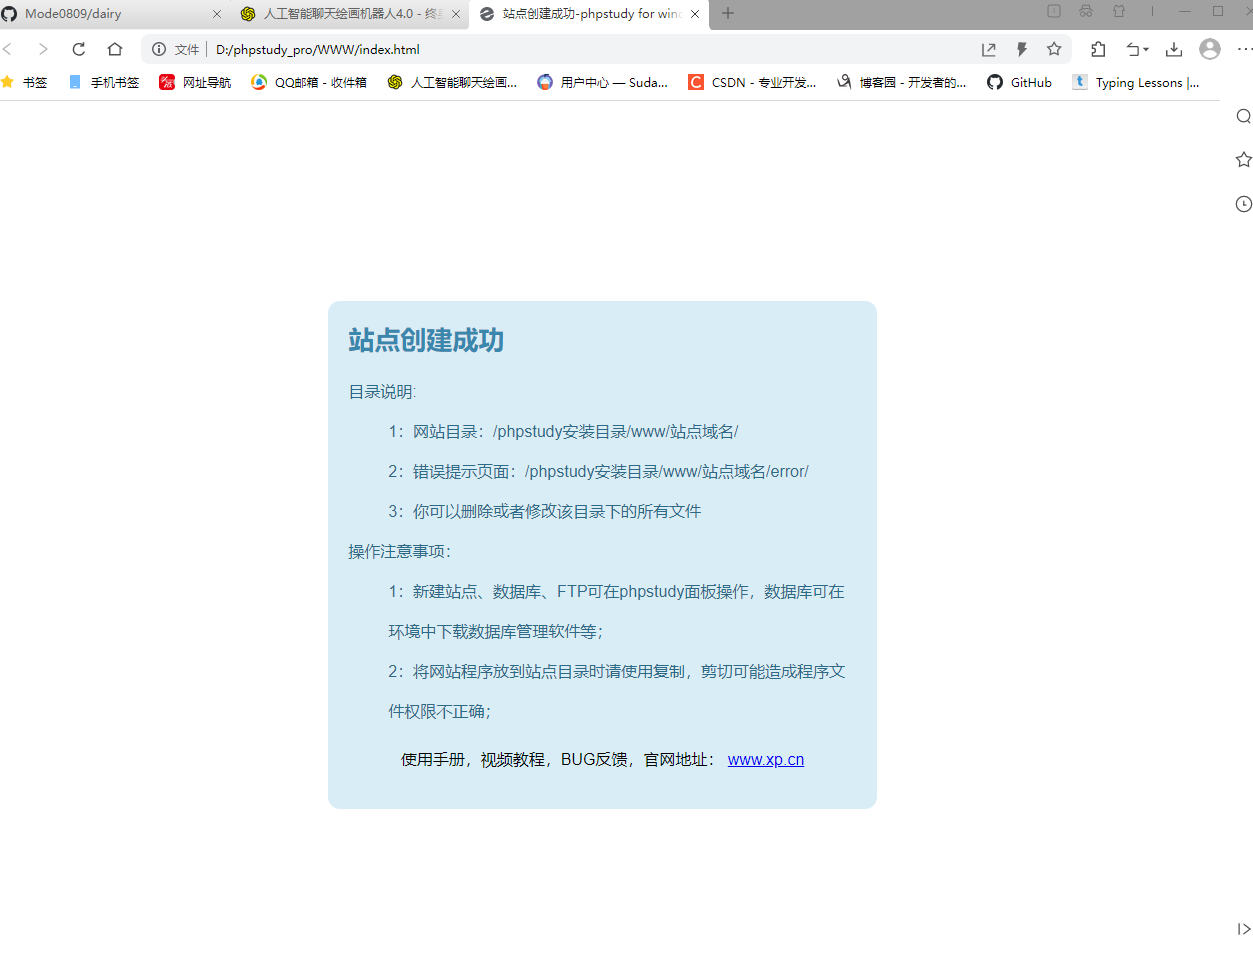 Mode0809/dairy
人工智能聊天绘画机器人4.0 - 终
站点创建成功-phpstudy for win
文件
D:/phpstudy_pro/WWW/index.html
书签
手机书签
网址导航
QQ邮箱 - 收件箱
人工智能聊天绘画...
用户中心 — Suda...
CSDN - 专业开发...
博客园 - 开发者的...
GitHub
Typing Lessons |...
站点创建成功
目录说明:
1：网站目录：/phpstudy安装目录/www/站点域名/
2：错误提示页面：/phpstudy安装目录/www/站点域名/error/
3：你可以删除或者修改该目录下的所有文件
操作注意事项：
1：新建站点、数据库、FTP可在phpstudy面板操作，数据库可在
环境中下载数据库管理软件等；
2：将网站程序放到站点目录时请使用复制，剪切可能造成程序文
件权限不正确；
使用手册，视频教程，BUG反馈，官网地址： www.xp.cn